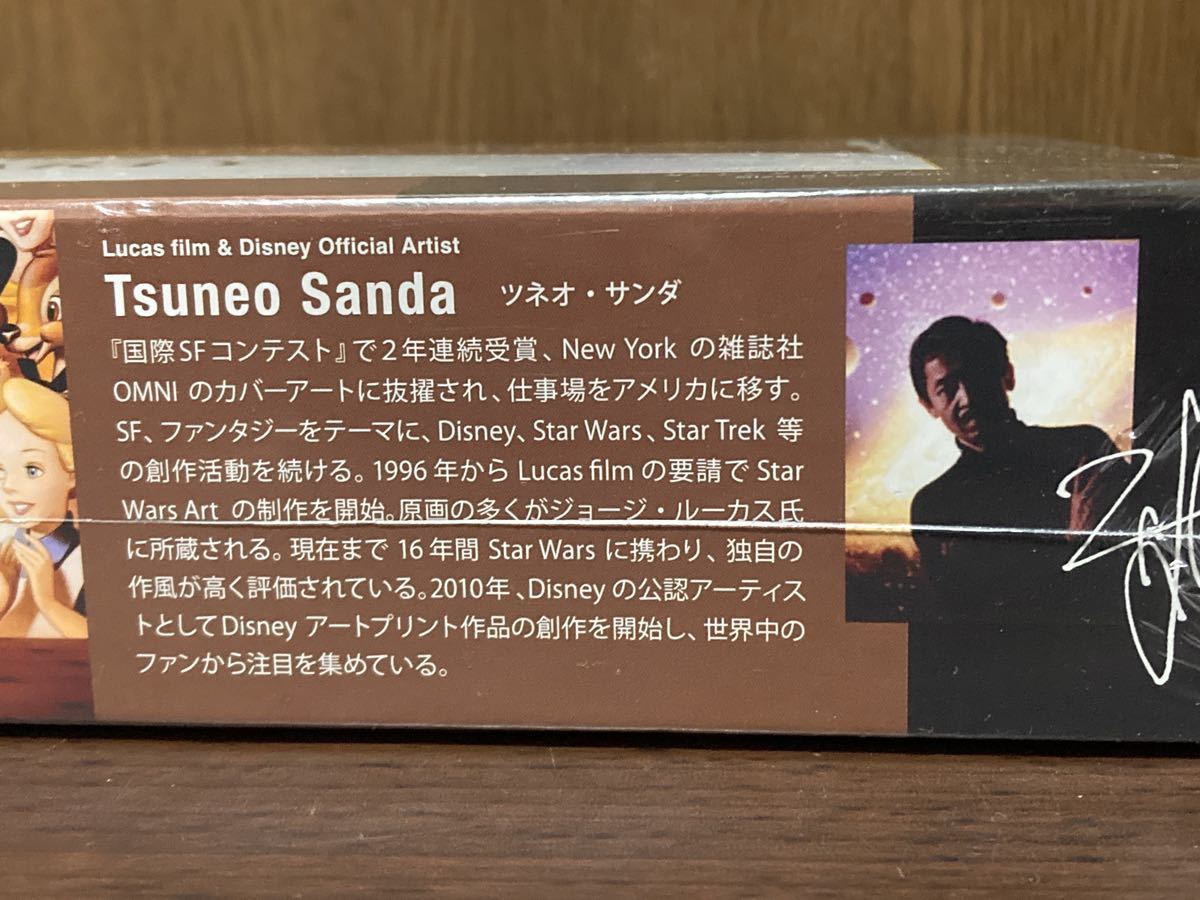 Lucas film & Disney Official Artist
Tsuneo Sanda ツネオ・サンダ
『国際SFコンテスト』で2年連続受賞、New York の雑誌社
OMNI のカバーアートに抜擢され、仕事場をアメリカに移す。
SF、ファンタジーをテーマに、Disney、Star Wars、Star Trek 等
の創作活動を続ける。1996年から Lucas film の要請で Star
Wars Art の制作を開始。原画の多くがジョージ・ルーカス氏
に所蔵される。現在まで 16年間 Star Wars に携わり、独自の
作風が高く評価されている。2010年、Disney の公認アーティス
トとして Disney アートプリント作品の創作を開始し、世界中の
ファンから注目を集めている。